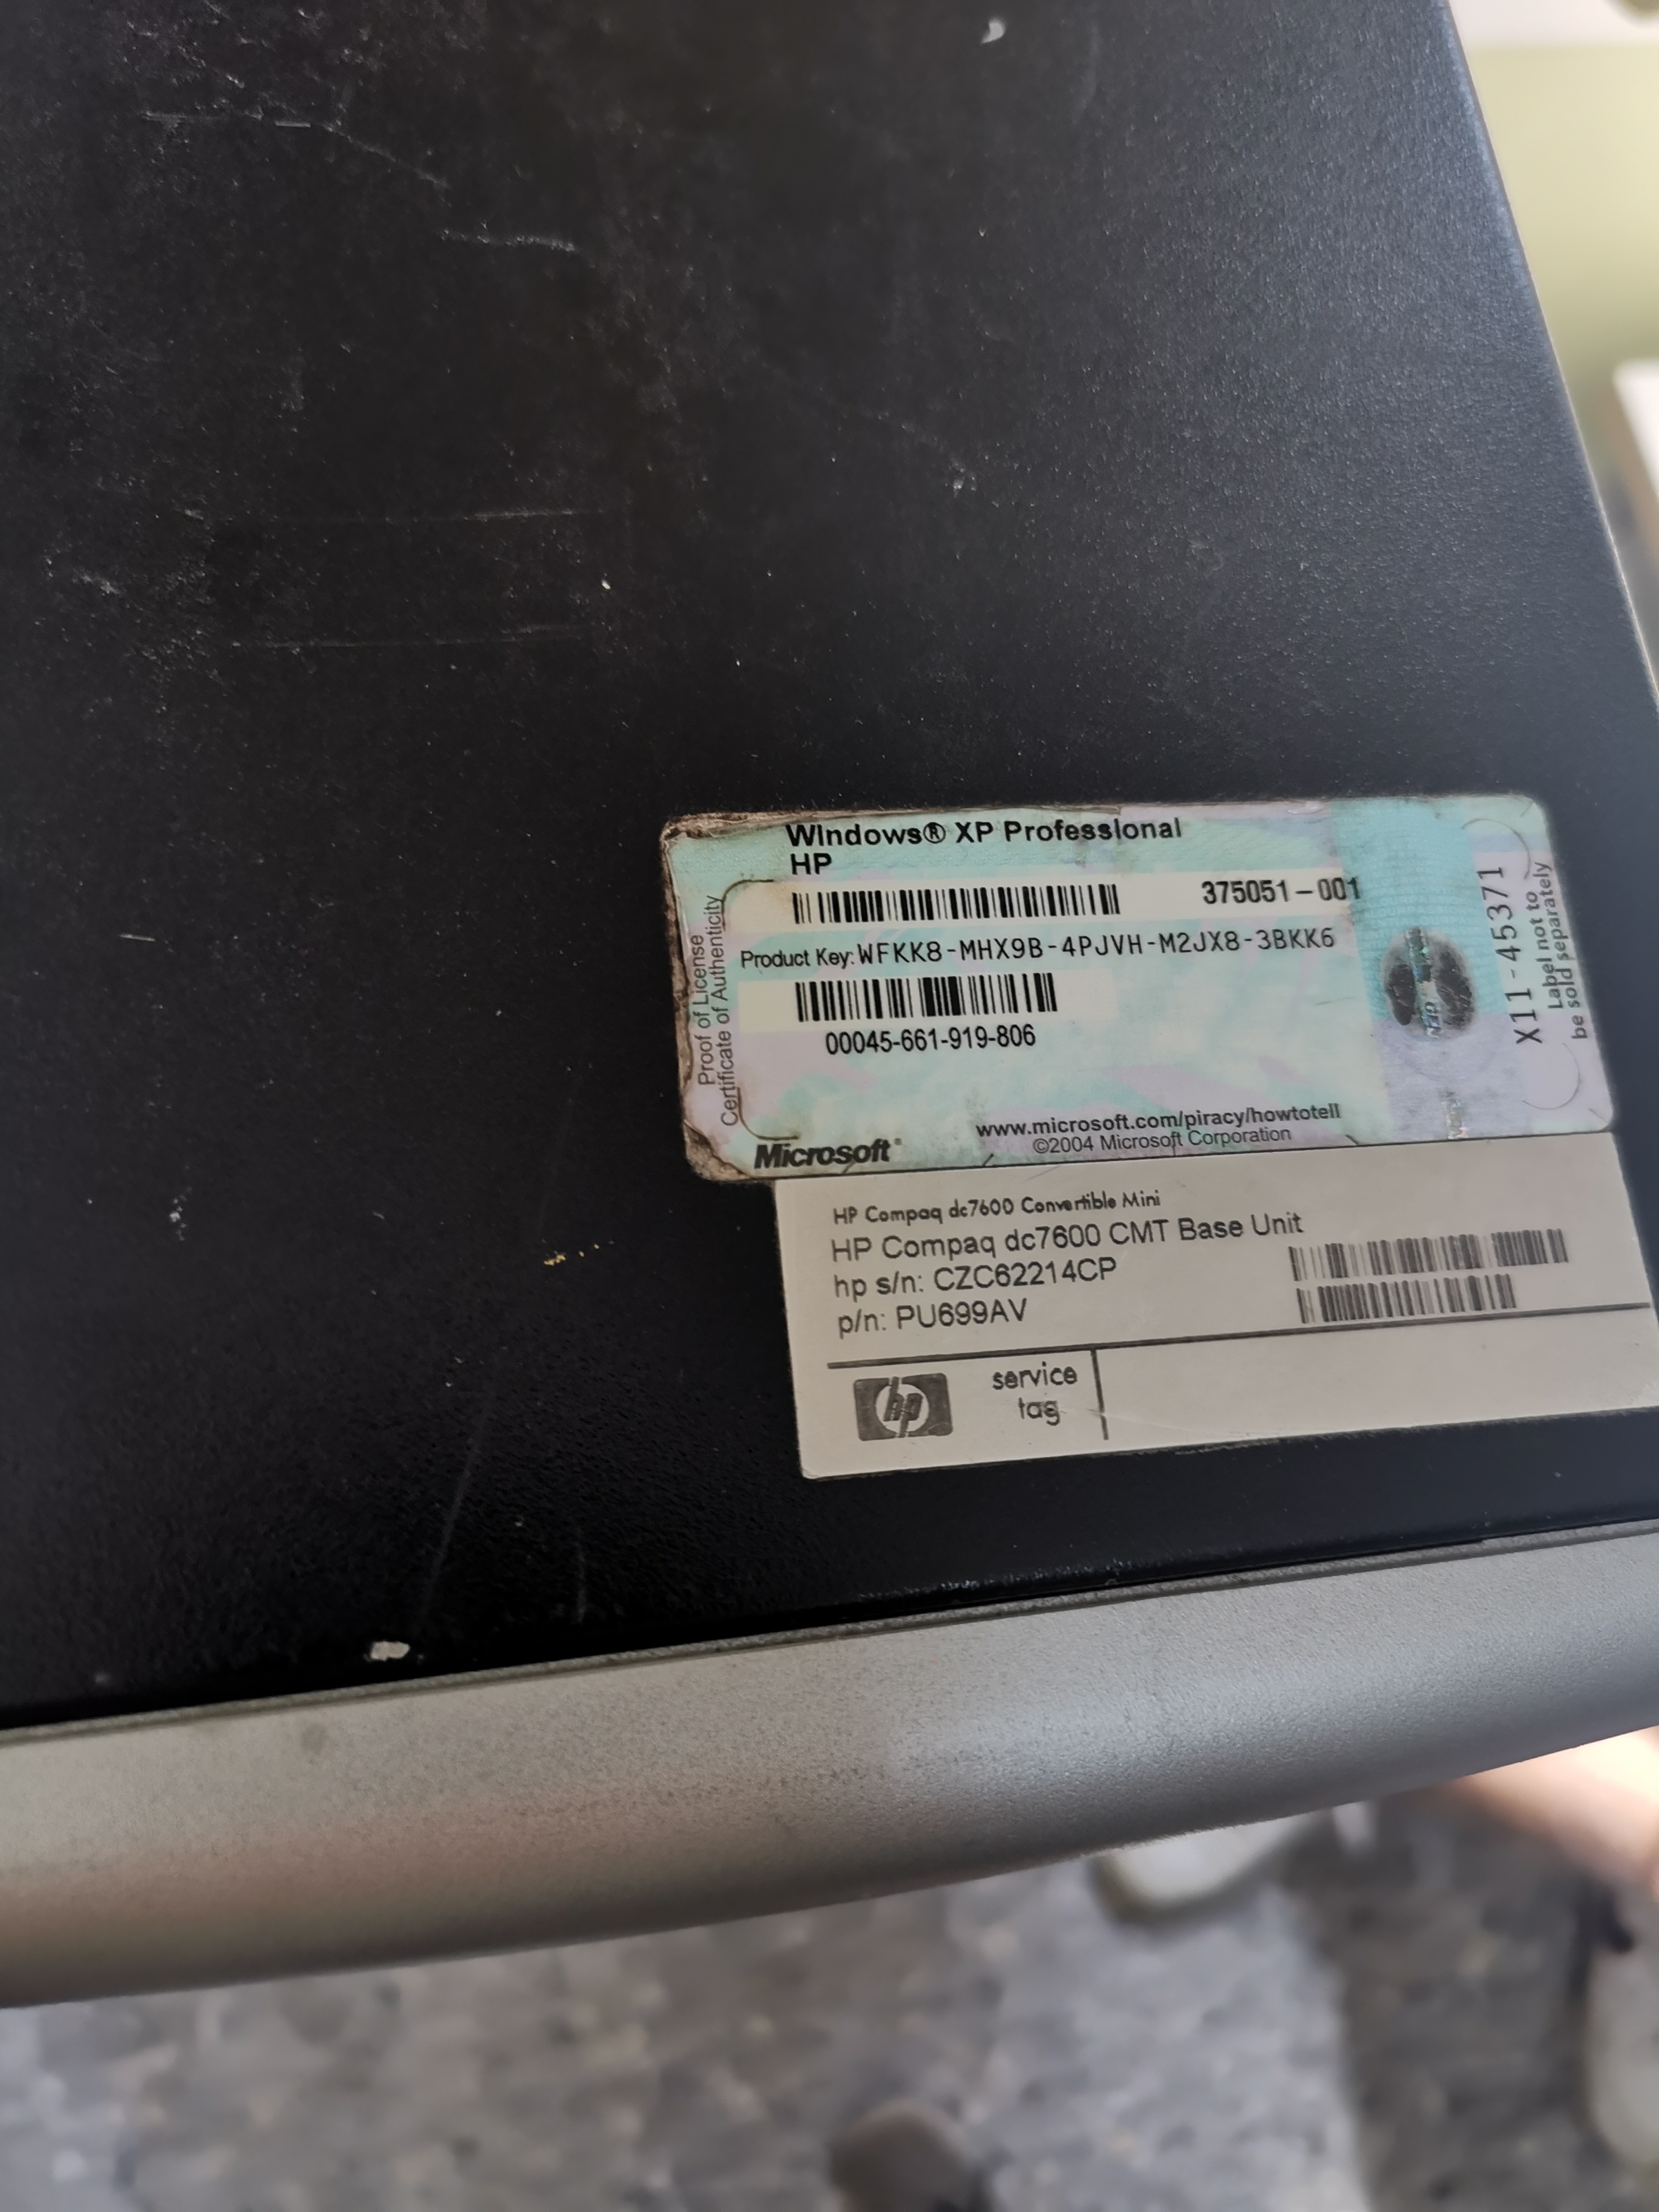 Windows® XP Professional
HP
375051-001
Product Key: WFKK8-MHX9B-4PJVH-M2JX8-3BKK6
00045-661-919-806
Proof of License
Certificate of Authenticity
www.microsoft.com/piracy/howtotell
©2004 Microsoft Corporation
Microsoft®
X11-45371
Label not to
be sold separately
HP Compaq dc7600 Convertible Mini
HP Compaq dc7600 CMT Base Unit
hp s/n: CZC62214CP
p/n: PU699AV
hp
service
tag